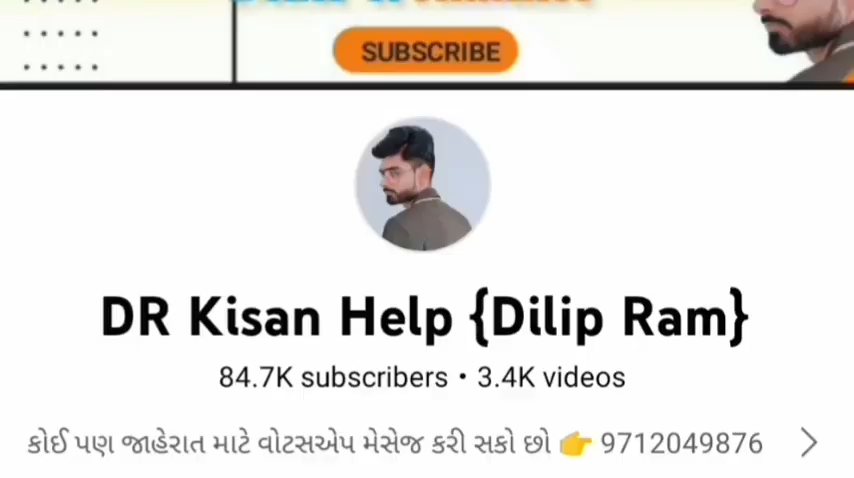 SUBSCRIBE
DR Kisan Help {Dilip Ram}
84.7K subscribers • 3.4K videos
કોઈ પણ જાહેરાત માટે વોટસએપ મેસેજ કરી સકો છો 👉 9712049876